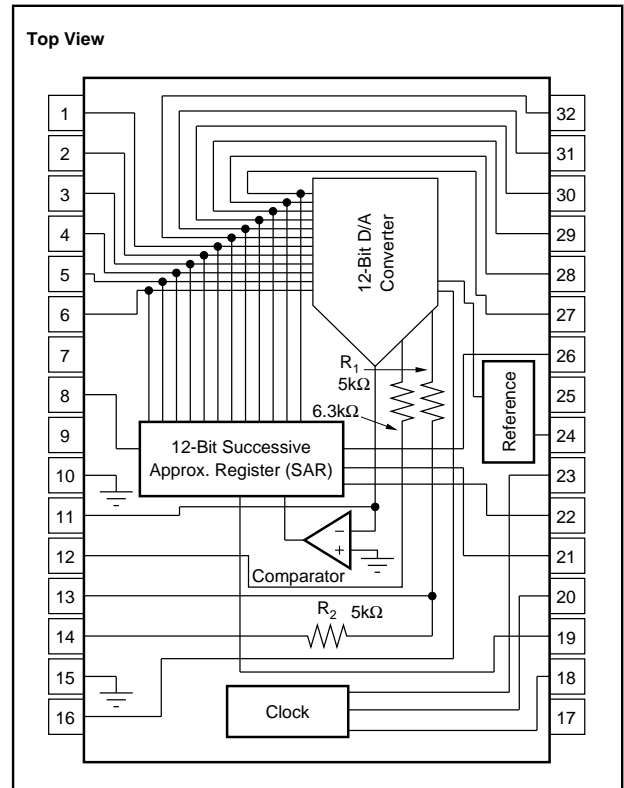 Top View
1
2
3
4
5
6
7
8
9
10
11
12
13
14
15
16
32
31
30
29
28
27
26
25
24
23
22
21
20
19
18
17
12-Bit D/A
Converter
R1
5kΩ
6.3kΩ
Reference
12-Bit Successive
Approx. Register (SAR)
–
+
Comparator
R2 5kΩ
Clock